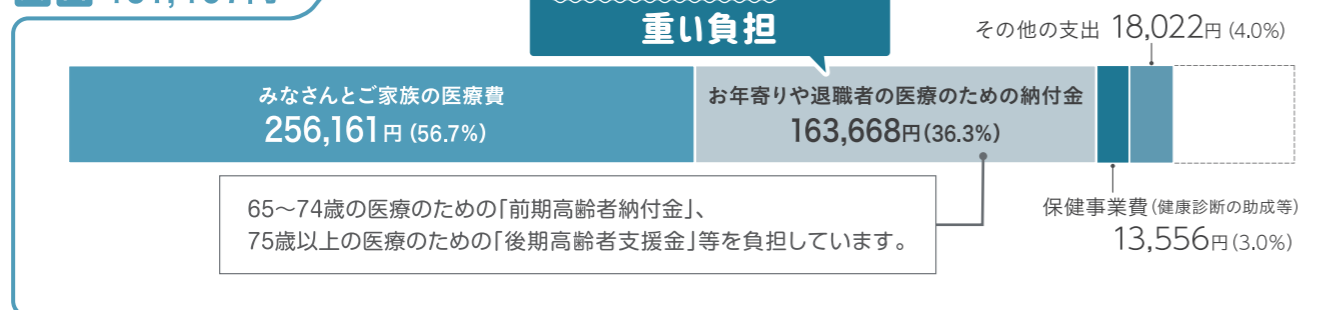 重い負担
その他の支出 18,022円(4.0%)
みなさんとご家族の医療費
256,161円(56.7%)
お年寄りや退職者の医療のための納付金
163,668円(36.3%)
65〜74歳の医療のための「前期高齢者納付金」、
75歳以上の医療のための「後期高齢者支援金」等を負担しています。
保健事業費(健康診断の助成等)
13,556円(3.0%)